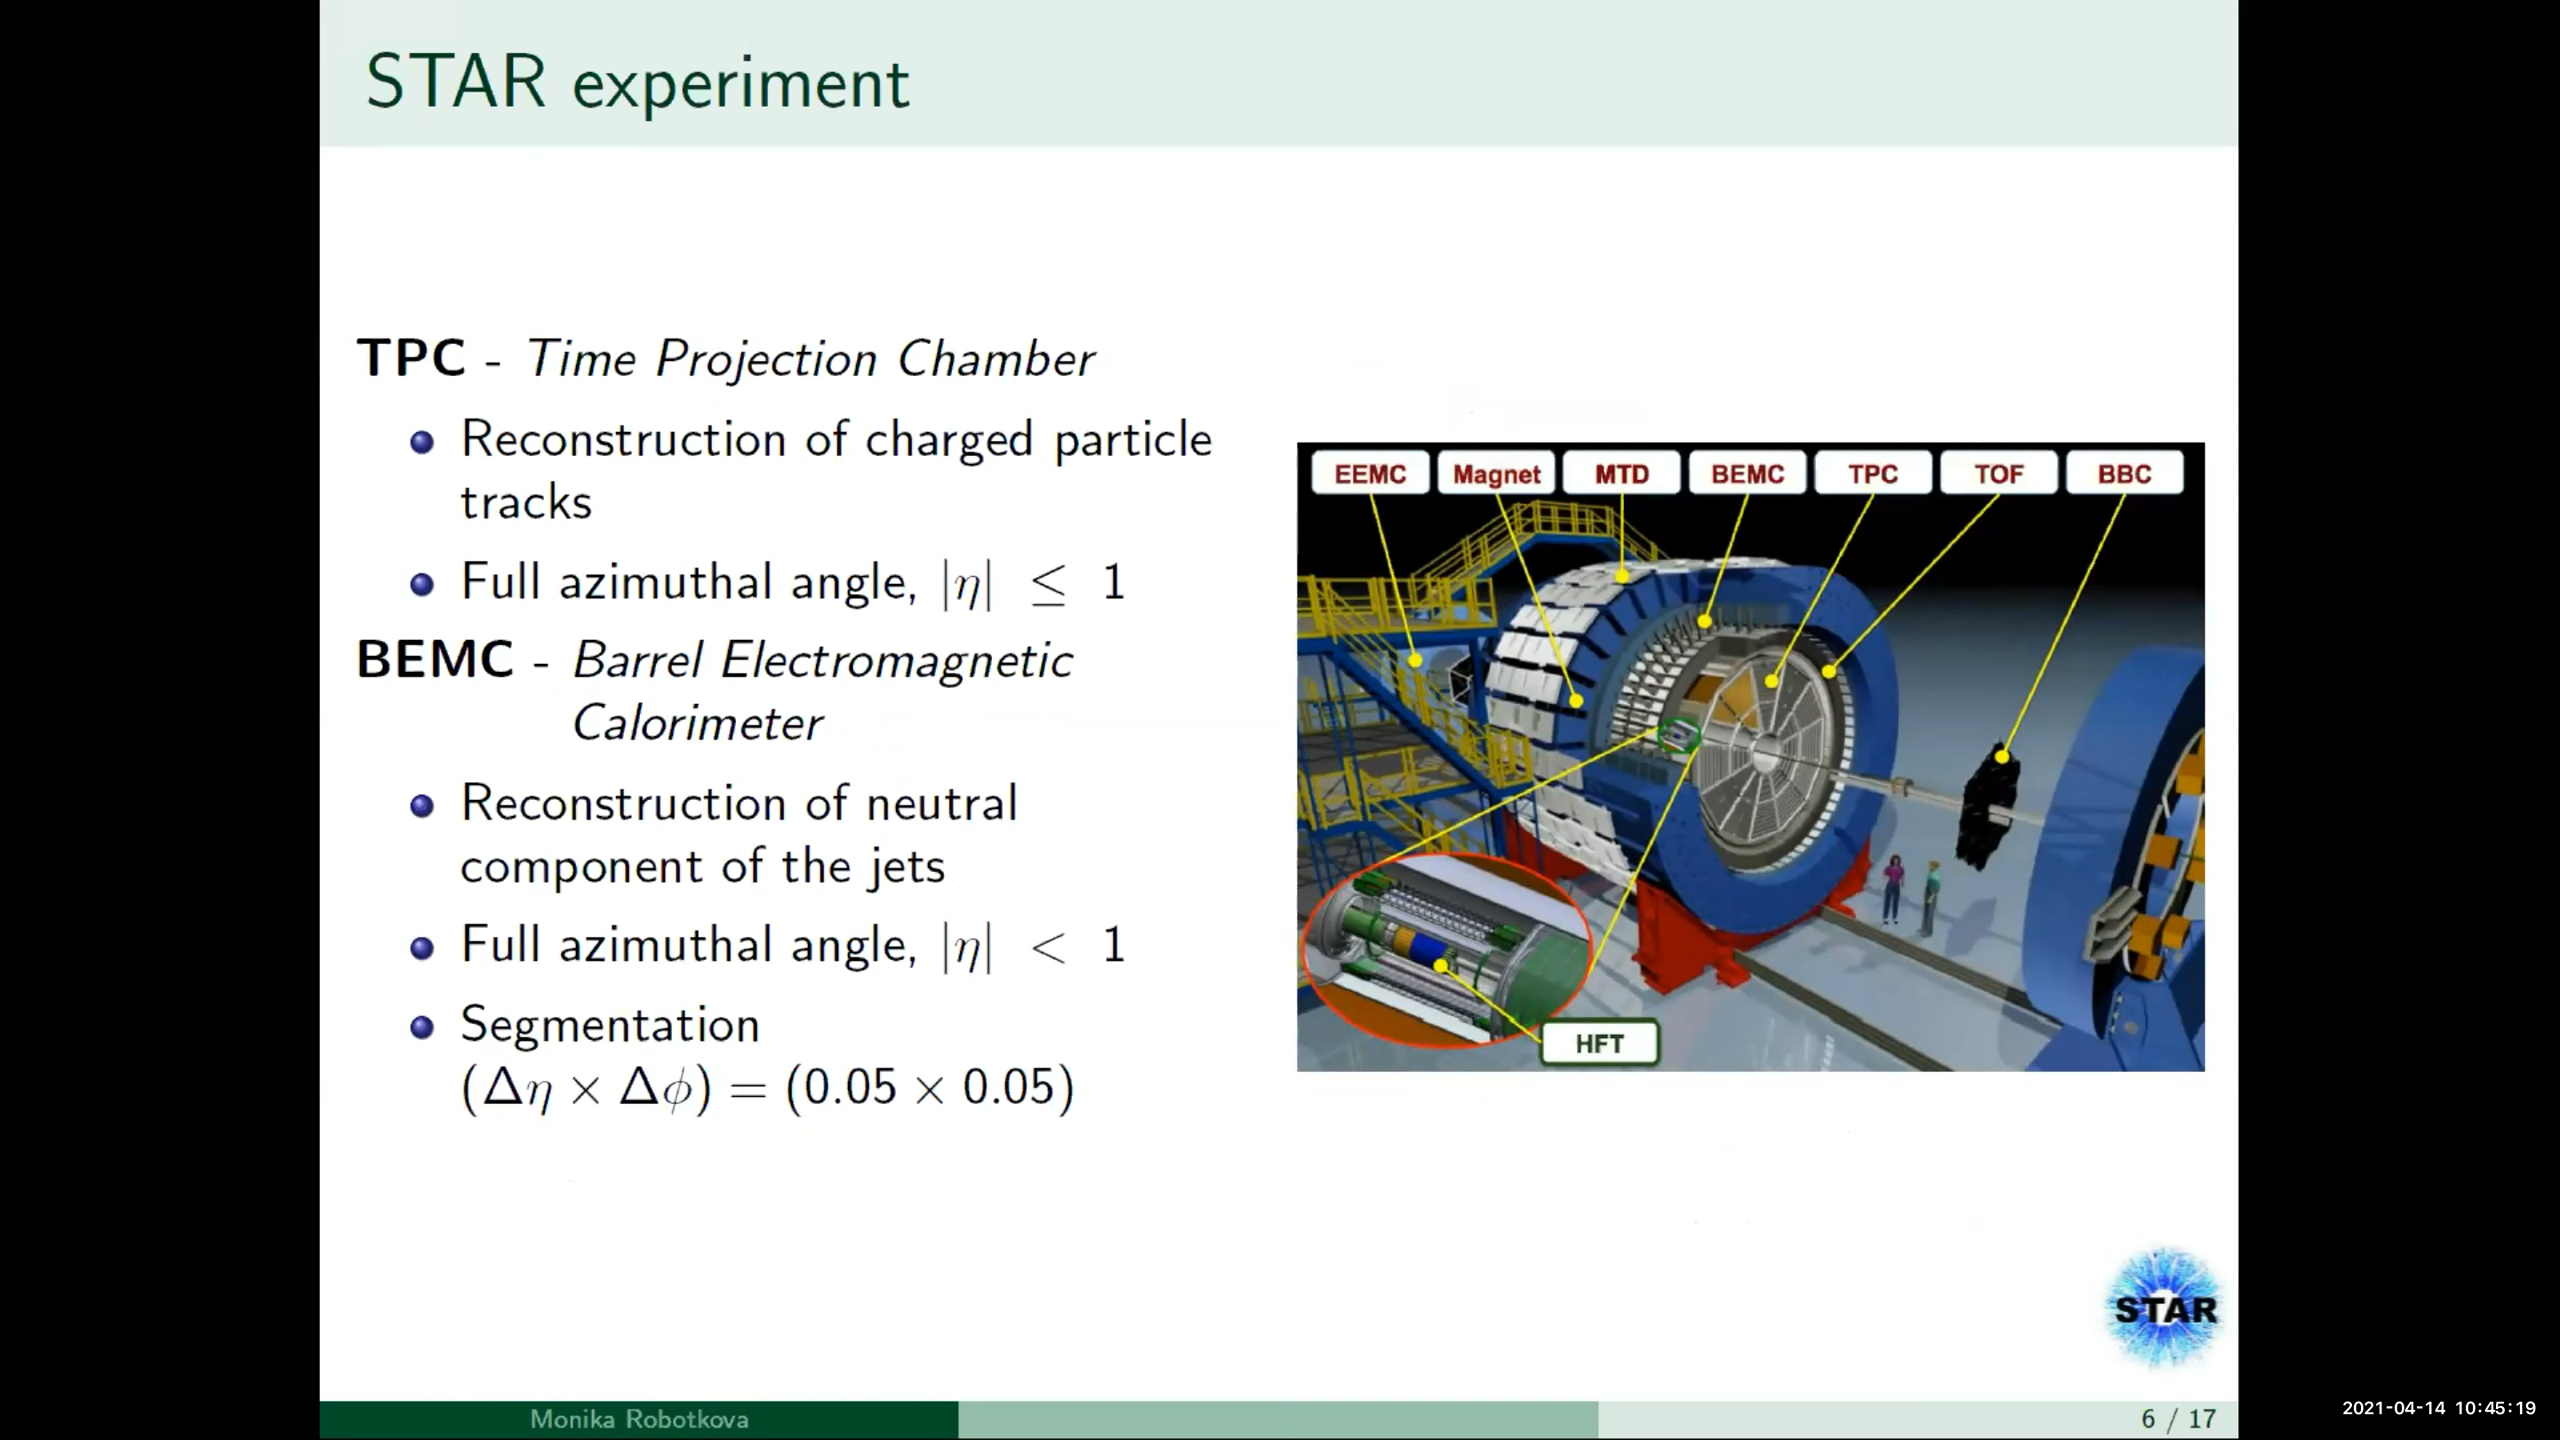 STAR experiment
TPC - Time Projection Chamber
Reconstruction of charged particle
tracks
Full azimuthal angle, |η| ≤ 1
BEMC - Barrel Electromagnetic
Calorimeter
Reconstruction of neutral
component of the jets
Full azimuthal angle, |η| < 1
Segmentation
(Δη × Δϕ) = (0.05 × 0.05)
EEMC Magnet MTD BEMC TPC TOF BBC
HFT
STAR
Monika Robotkova
6 / 17
2021-04-14 10:45:19